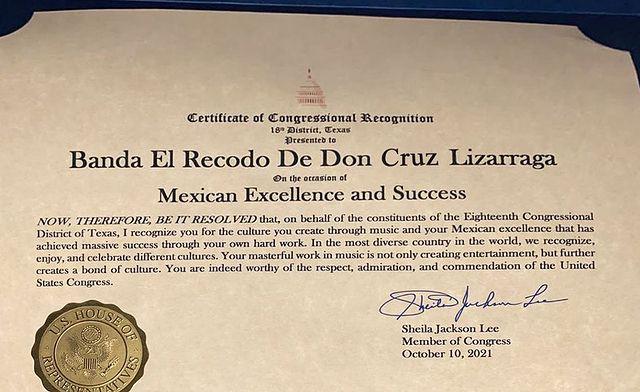 Certificate of Congressional Recognition
18th District, Texas
Presented to
Banda El Recodo De Don Cruz Lizarraga
On the occasion of
Mexican Excellence and Success
NOW, THEREFORE, BE IT RESOLVED that, on behalf of the constituents of the Eighteenth Congressional
District of Texas, I recognize you for the culture you create through music and your Mexican excellence that has
achieved massive success through your own hard work. In the most diverse country in the world, we recognize,
enjoy, and celebrate different cultures. Your masterful work in music is not only creating entertainment, but further
creates a bond of culture. You are indeed worthy of the respect, admiration, and commendation of the United
States Congress.
Sheila Jackson Lee
Sheila Jackson Lee
Member of Congress
October 10, 2021
U.S. HOUSE OF
REPRESENTATIVES